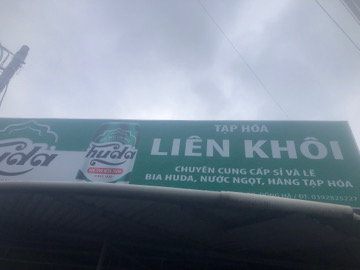 TẠP HÓA
LIÊN KHÔI
CHUYÊN CUNG CẤP SỈ VÀ LẺ
BIA HUDA, NƯỚC NGỌT, HÀNG TẠP HÓA
Huda
huda